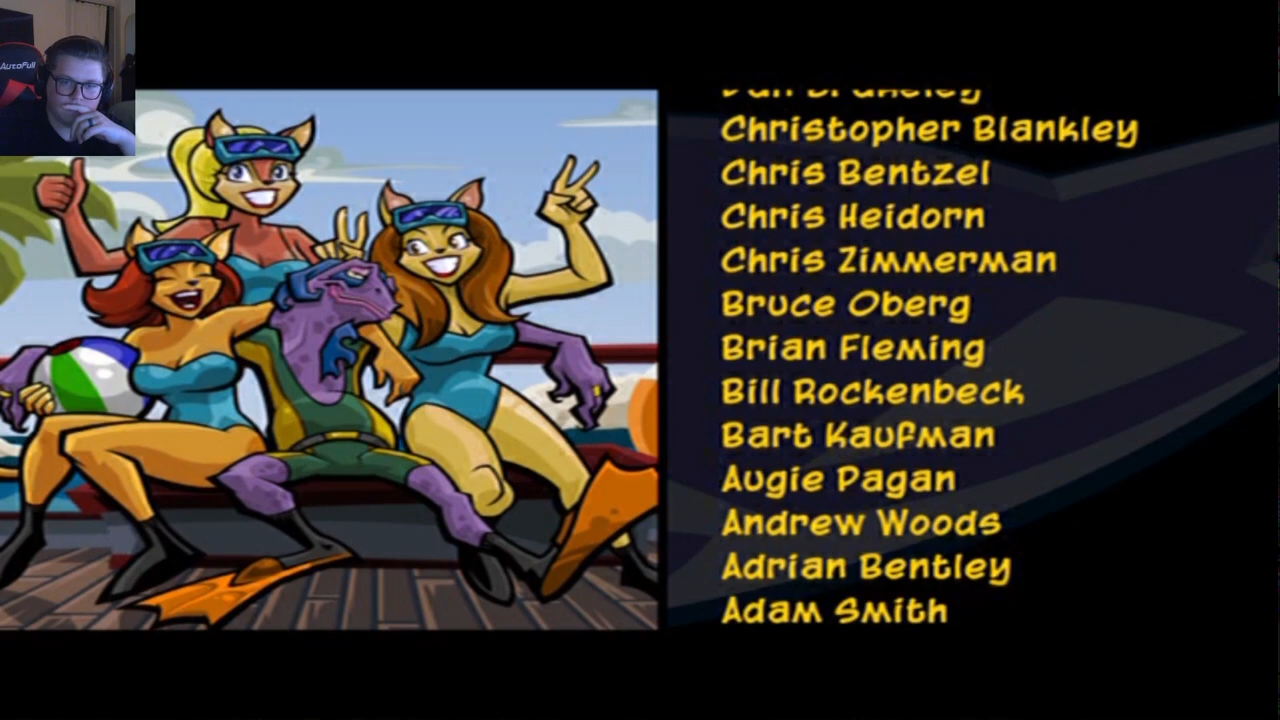 AutoFull
Christopher Blankley
Chris Bentzel
Chris Heidorn
Chris Zimmerman
Bruce Oberg
Brian Fleming
Bill Rockenbeck
Bart Kaufman
Augie Pagan
Andrew Woods
Adrian Bentley
Adam Smith